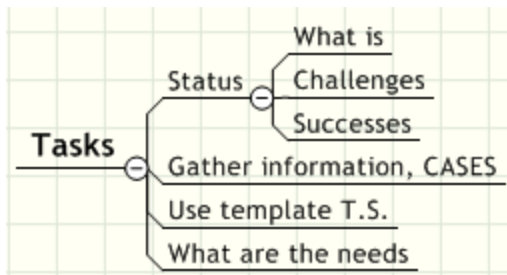 What is
Status
Challenges
Successes
Tasks
Gather information, CASES
Use template T.S.
What are the needs